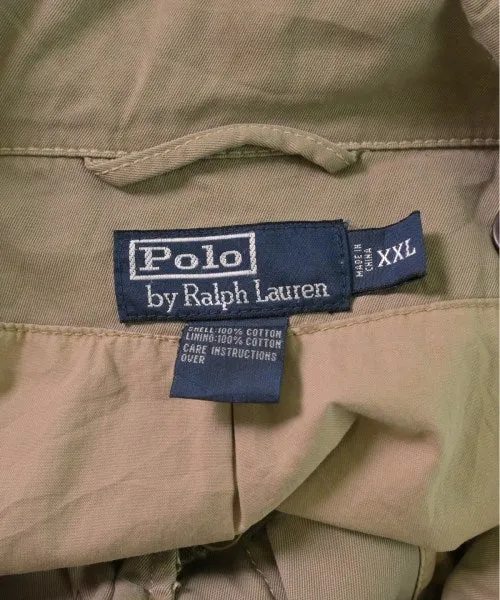 Polo
by Ralph Lauren
MADE IN
CHINA
XXL
SHELL:100% COTTON
LINING:100% COTTON
CARE INSTRUCTIONS
OVER